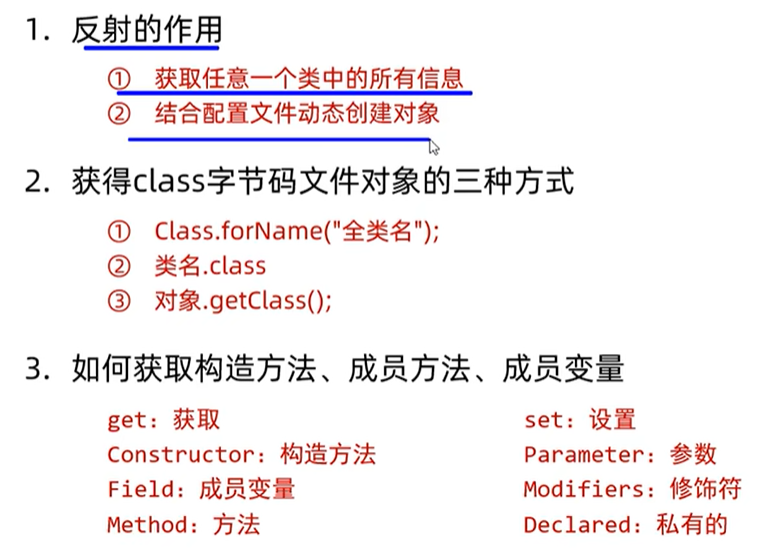 1. 反射的作用
① 获取任意一个类中的所有信息
② 结合配置文件动态创建对象
2. 获得class字节码文件对象的三种方式
① Class.forName("全类名");
② 类名.class
③ 对象.getClass();
3. 如何获取构造方法、成员方法、成员变量
get：获取 set：设置
Constructor：构造方法 Parameter：参数
Field：成员变量 Modifiers：修饰符
Method：方法 Declared：私有的